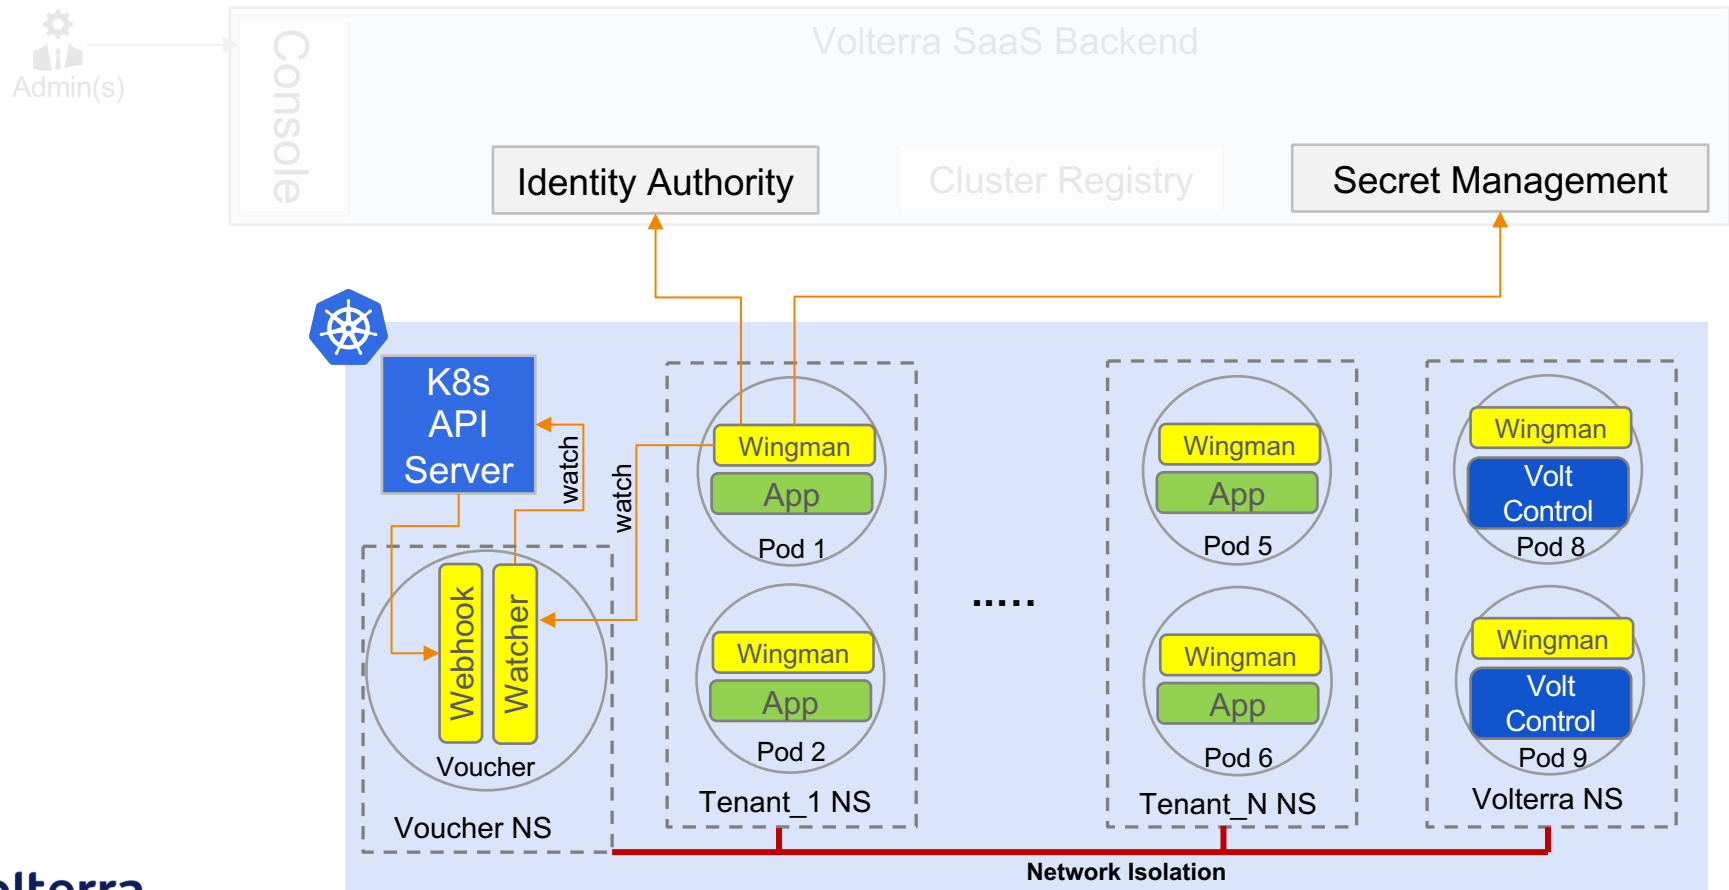 Admin(s)
Console
Volterra SaaS Backend
Identity Authority
Cluster Registry
Secret Management
K8s
API
Server
watch
watch
Webhook
Watcher
Voucher
Voucher NS
Wingman
App
Pod 1
Wingman
App
Pod 2
Tenant_1 NS
.....
Wingman
App
Pod 5
Wingman
App
Pod 6
Tenant_N NS
Wingman
Volt
Control
Pod 8
Wingman
Volt
Control
Pod 9
Volterra NS
Network Isolation